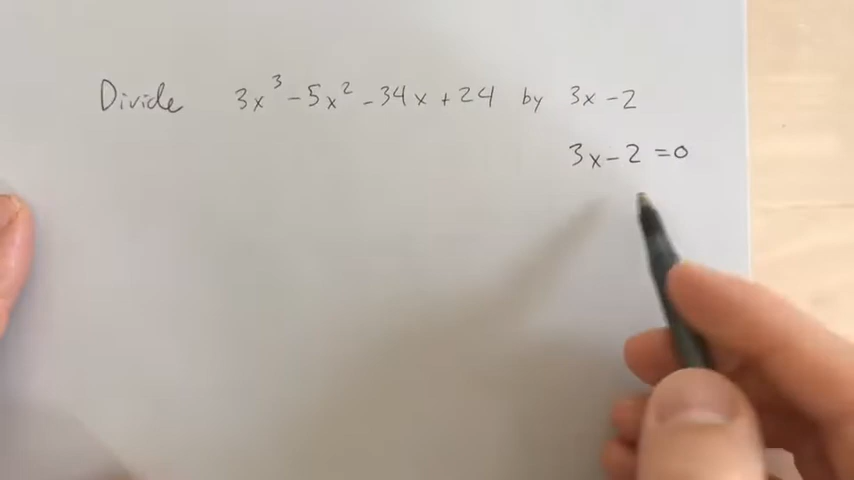 Divide 3x³ - 5x² - 34x + 24 by 3x - 2
3x - 2 = 0